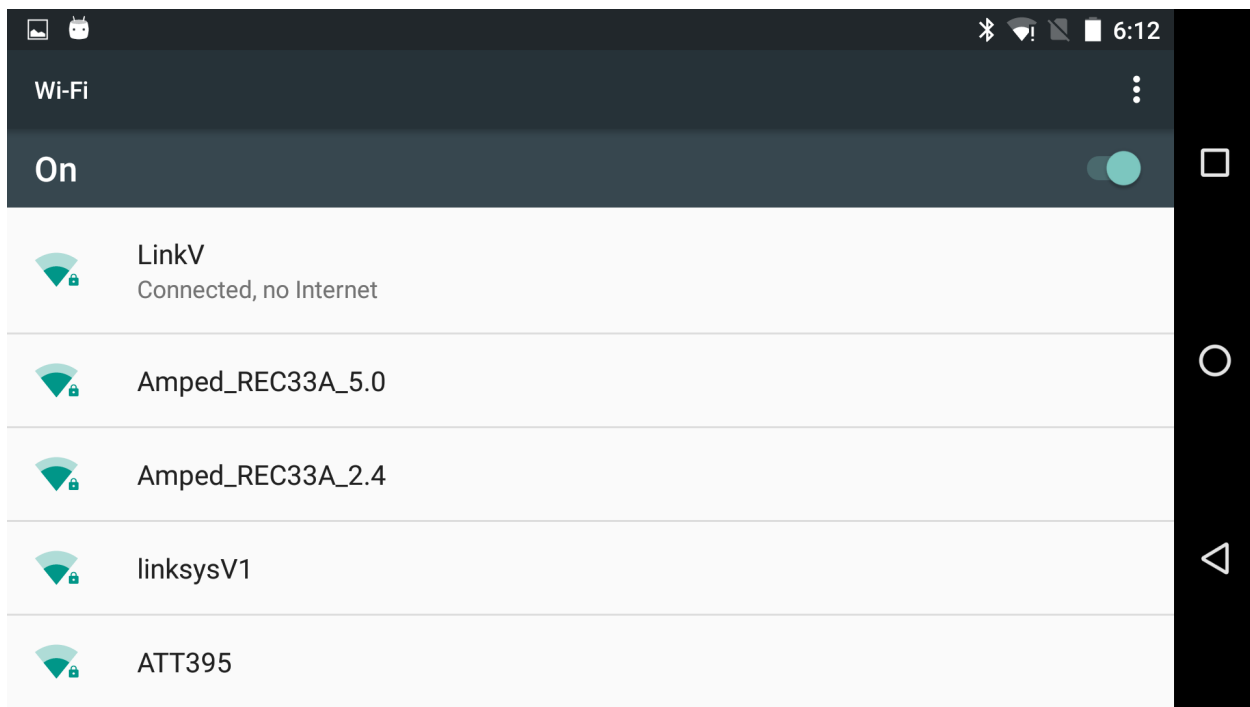 6:12
Wi-Fi
On
LinkV
Connected, no Internet
Amped_REC33A_5.0
Amped_REC33A_2.4
linksysV1
ATT395